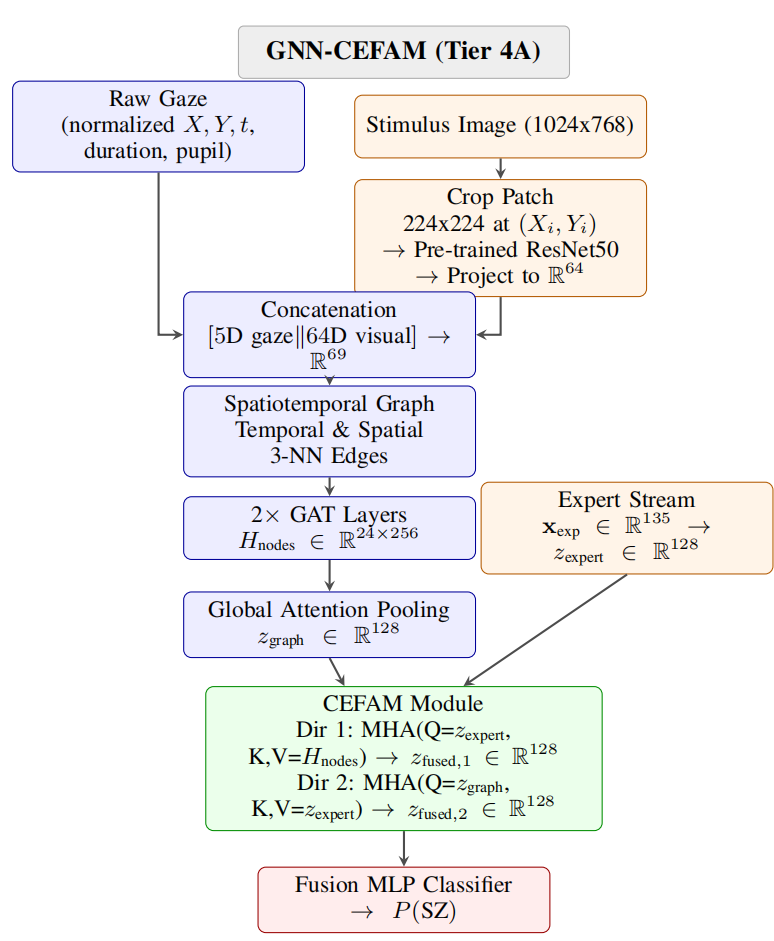 GNN-CEFAM (Tier 4A)
Raw Gaze
(normalized X, Y, t,
duration, pupil)
Stimulus Image (1024x768)
Crop Patch
224x224 at (Xᵢ, Yᵢ)
→ Pre-trained ResNet50
→ Project to ℝ⁶⁴
Concatenation
[5D gaze∥64D visual] →
ℝ⁶⁹
Spatiotemporal Graph
Temporal & Spatial
3-NN Edges
2× GAT Layers
H_nodes ∈ ℝ²⁴ˣ²⁵⁶
Expert Stream
x_exp ∈ ℝ¹³⁵ →
z_expert ∈ ℝ¹²⁸
Global Attention Pooling
z_graph ∈ ℝ¹²⁸
CEFAM Module
Dir 1: MHA(Q=z_expert,
K,V=H_nodes) → z_fused,1 ∈ ℝ¹²⁸
Dir 2: MHA(Q=z_graph,
K,V=z_expert) → z_fused,2 ∈ ℝ¹²⁸
Fusion MLP Classifier
→ P(SZ)